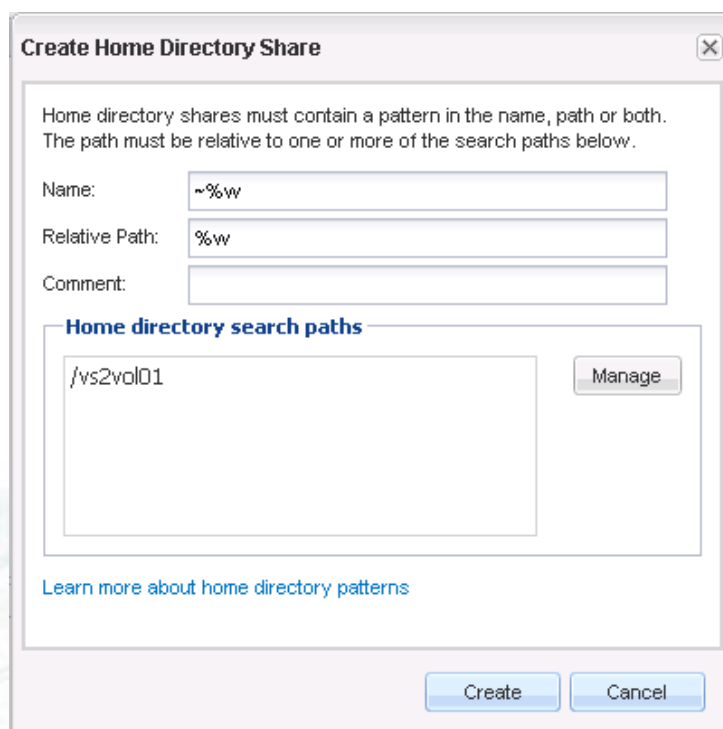 Create Home Directory Share
Home directory shares must contain a pattern in the name, path or both.
The path must be relative to one or more of the search paths below.
Name: ~%w
Relative Path: %w
Comment:
Home directory search paths
/vs2vol01
Manage
Learn more about home directory patterns
Create Cancel